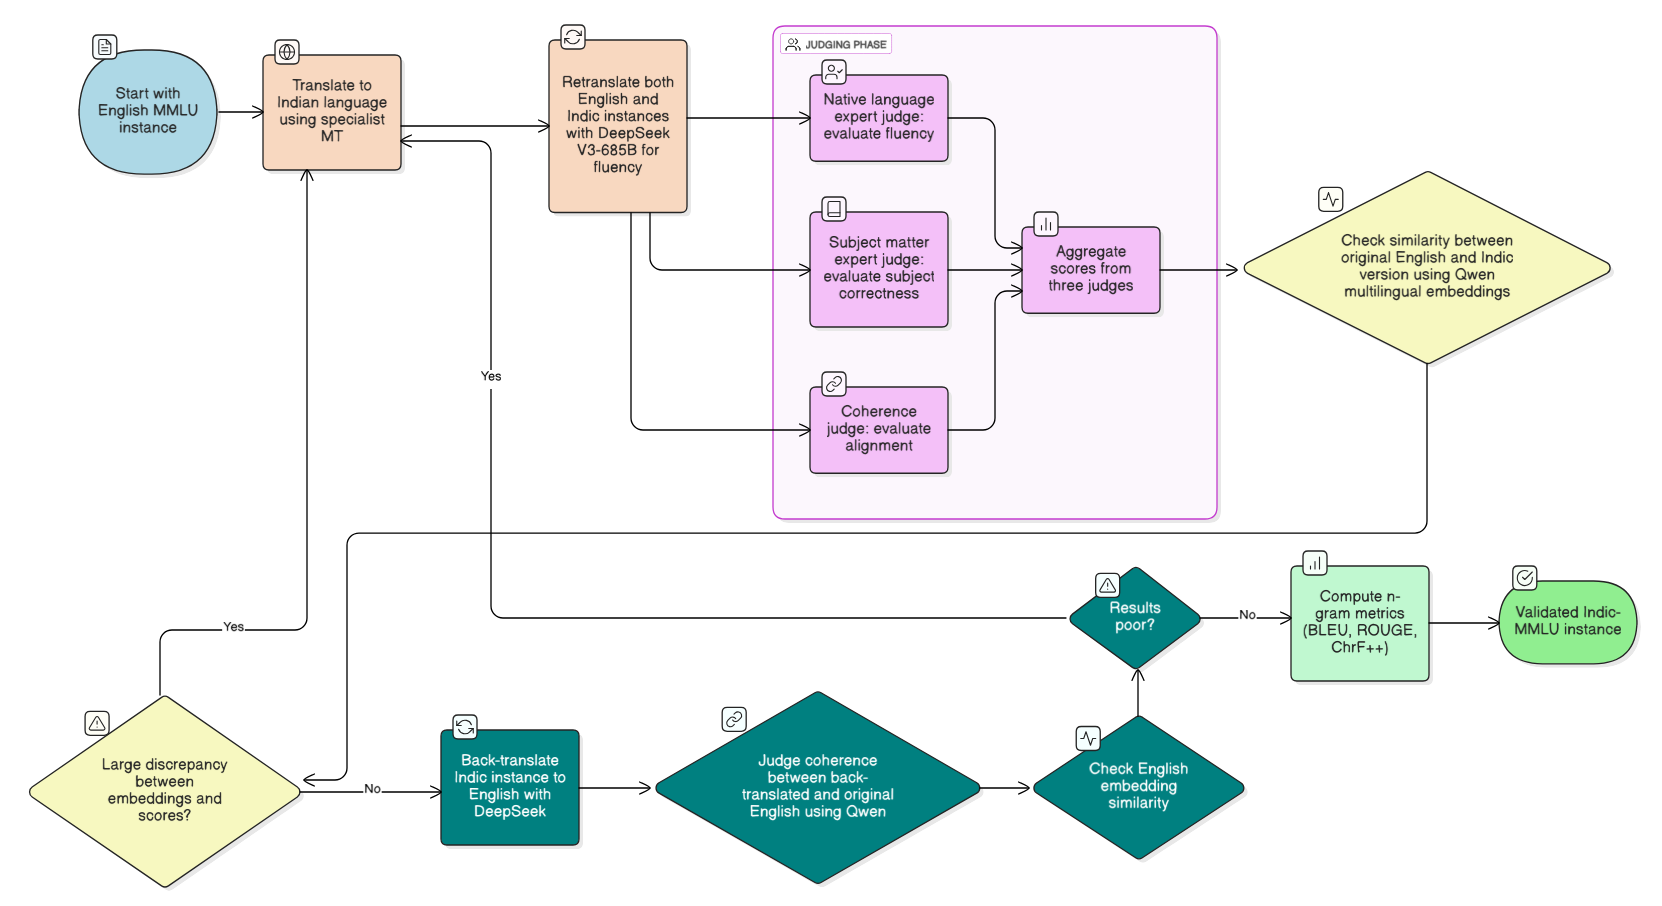 Start with
English MMLU
instance
Translate to
Indian language
using specialist
MT
Retranslate both
English and
Indic instances
with DeepSeek
V3-685B for
fluency
JUDGING PHASE
Native language
expert judge:
evaluate fluency
Subject matter
expert judge:
evaluate subject
correctness
Coherence
judge: evaluate
alignment
Aggregate
scores from
three judges
Check similarity between
original English and Indic
version using Qwen
multilingual embeddings
Yes
Yes
Large discrepancy
between
embeddings and
scores?
No
Back-translate
Indic instance to
English with
DeepSeek
Judge coherence
between back-
translated and original
English using Qwen
Check English
embedding
similarity
Results
poor?
No
Compute n-
gram metrics
(BLEU, ROUGE,
ChrF++)
Validated Indic-
MMLU instance